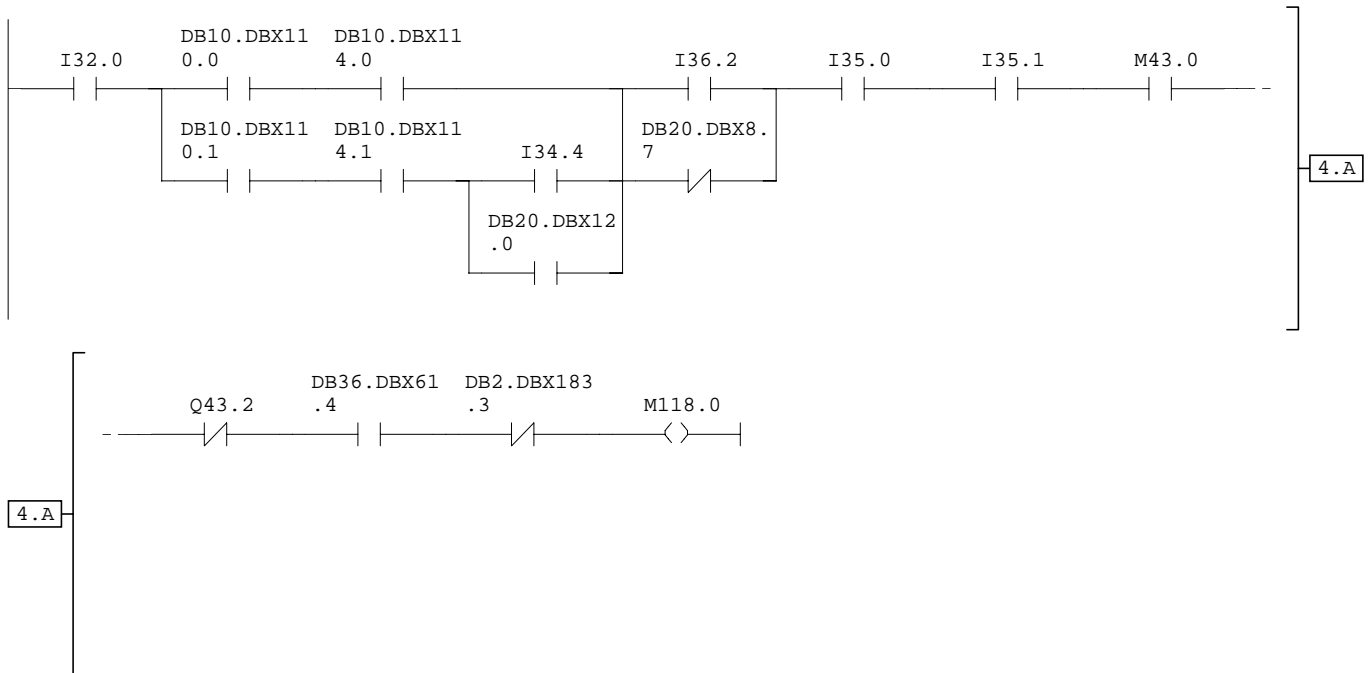 DB10.DBX11 DB10.DBX11
I32.0 0.0 4.0 I36.2 I35.0 I35.1 M43.0
DB10.DBX11 DB10.DBX11 DB20.DBX8.
0.1 4.1 I34.4 7
4.A
DB20.DBX12
.0
DB36.DBX61 DB2.DBX183
Q43.2 .4 .3 M118.0
4.A